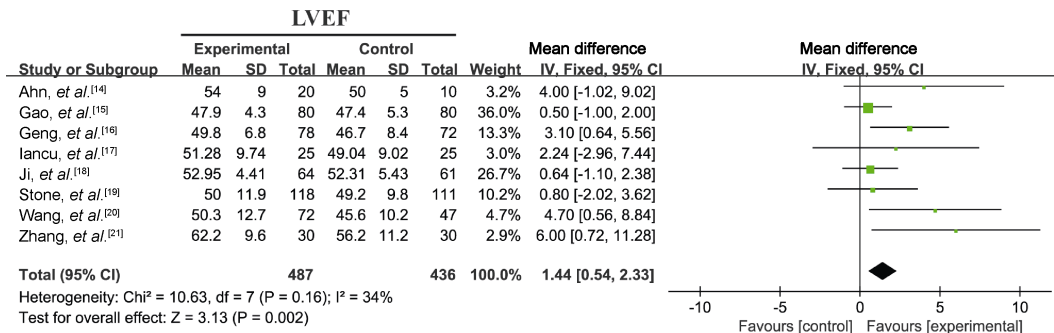 LVEF
Experimental Control Mean difference Mean difference
Study or Subgroup Mean SD Total Mean SD Total Weight IV, Fixed, 95% CI IV, Fixed, 95% CI
Ahn, et al.[14] 54 9 20 50 5 10 3.2% 4.00 [-1.02, 9.02]
Gao, et al.[15] 47.9 4.3 80 47.4 5.3 80 36.0% 0.50 [-1.00, 2.00]
Geng, et al.[16] 49.8 6.8 78 46.7 8.4 72 13.3% 3.10 [0.64, 5.56]
Iancu, et al.[17] 51.28 9.74 25 49.04 9.02 25 3.0% 2.24 [-2.96, 7.44]
Ji, et al.[18] 52.95 4.41 64 52.31 5.43 61 26.7% 0.64 [-1.10, 2.38]
Stone, et al.[19] 50 11.9 118 49.2 9.8 111 10.2% 0.80 [-2.02, 3.62]
Wang, et al.[20] 50.3 12.7 72 45.6 10.2 47 4.7% 4.70 [0.56, 8.84]
Zhang, et al.[21] 62.2 9.6 30 56.2 11.2 30 2.9% 6.00 [0.72, 11.28]
Total (95% CI) 487 436 100.0% 1.44 [0.54, 2.33]
Heterogeneity: Chi² = 10.63, df = 7 (P = 0.16); I² = 34%
Test for overall effect: Z = 3.13 (P = 0.002)
-10 -5 0 5 10
Favours [control] Favours [experimental]